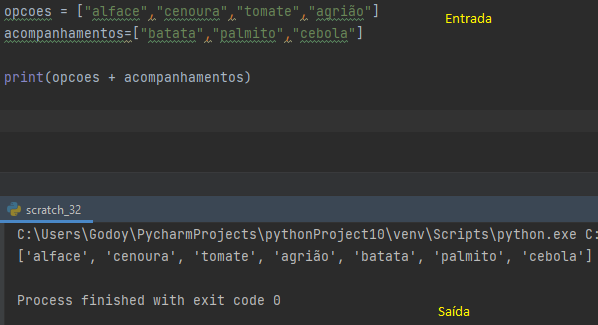 opcoes = ["alface","cenoura","tomate","agrião"]
Entrada
acompanhamentos=["batata","palmito","cebola"]
print(opcoes + acompanhamentos)
scratch_32
C:\Users\Godoy\PycharmProjects\pythonProject10\venv\Scripts\python.exe C:
['alface', 'cenoura', 'tomate', 'agrião', 'batata', 'palmito', 'cebola']
Process finished with exit code 0
Saída